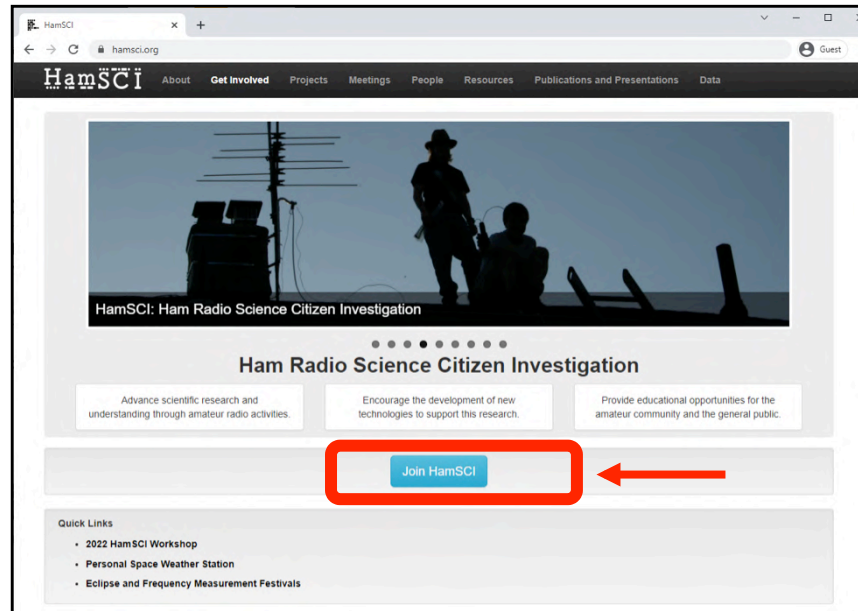 HamSCI
hamsci.org
Guest
HamSCI About Get Involved Projects Meetings People Resources Publications and Presentations Data
HamSCI: Ham Radio Science Citizen Investigation
Ham Radio Science Citizen Investigation
Advance scientific research and
understanding through amateur radio activities.
Encourage the development of new
technologies to support this research.
Provide educational opportunities for the
amateur community and the general public.
Join HamSCI
Quick Links
2022 HamSCI Workshop
Personal Space Weather Station
Eclipse and Frequency Measurement Festivals